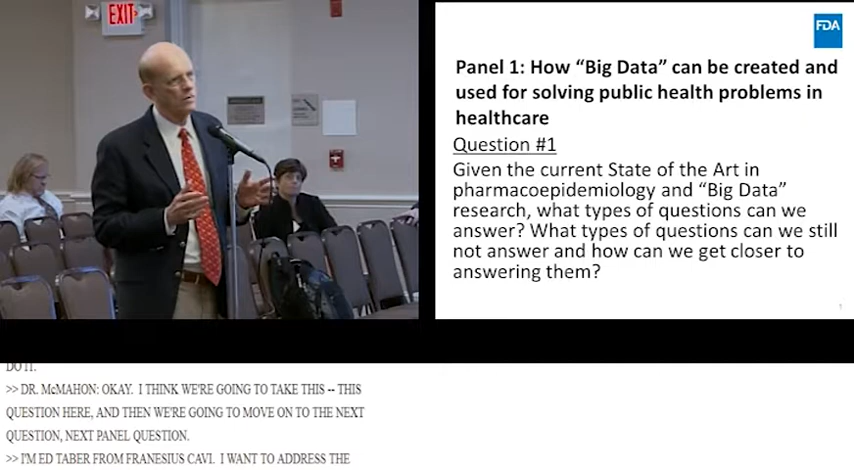 EXIT
FDA
Panel 1: How “Big Data” can be created and
used for solving public health problems in
healthcare
Question #1
Given the current State of the Art in
pharmacoepidemiology and “Big Data”
research, what types of questions can we
answer? What types of questions can we still
not answer and how can we get closer to
answering them?
DO IT.
>> DR. McMAHON: OKAY. I THINK WE'RE GOING TO TAKE THIS -- THIS
QUESTION HERE, AND THEN WE'RE GOING TO MOVE ON TO THE NEXT
QUESTION, NEXT PANEL QUESTION.
>> I'M ED TABER FROM FRANESIUS CAVI. I WANT TO ADDRESS THE